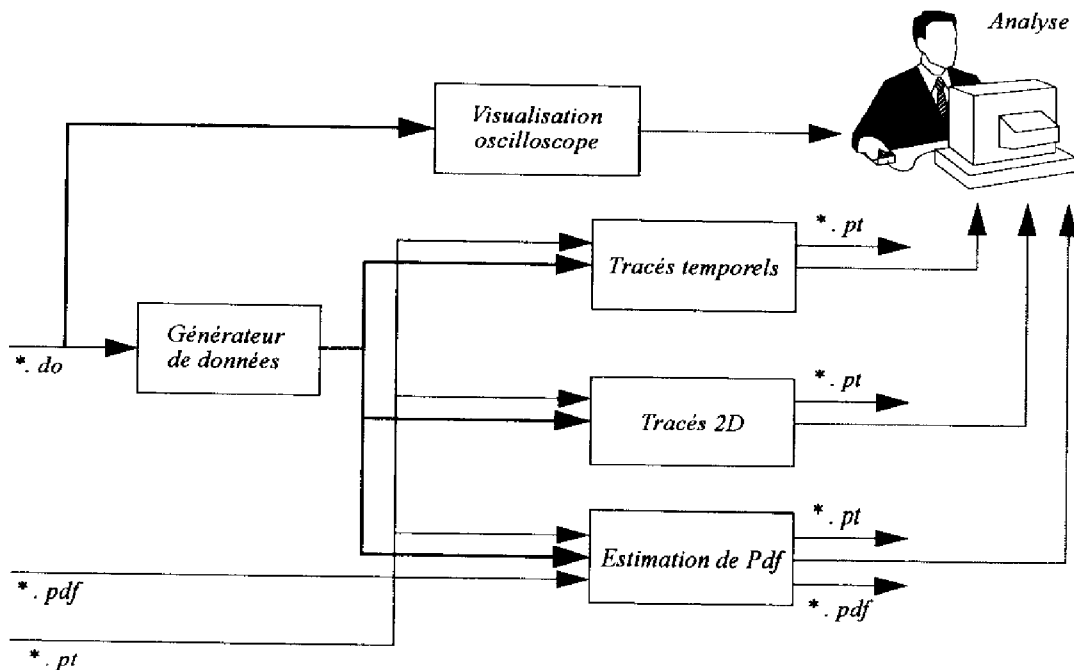 Analyse
Visualisation
oscilloscope
*. pt
Tracés temporels
Générateur
de données
*. do
*. pt
Tracés 2D
*. pt
Estimation de Pdf
*. pdf
*. pdf
*. pt